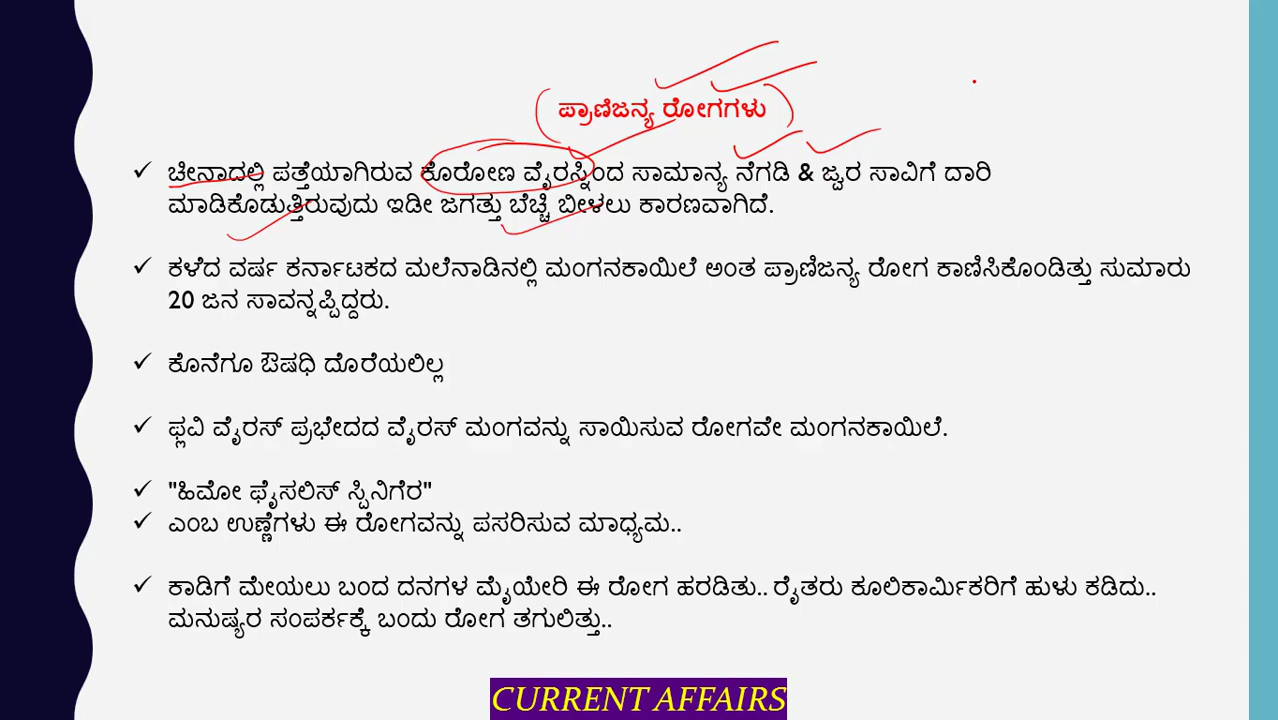 ಪ್ರಾಣಿಜನ್ಯ ರೋಗಗಳು
ಚೀನಾದಲ್ಲಿ ಪತ್ತೆಯಾಗಿರುವ ಕೊರೋಣ ವೈರಸ್ನಿಂದ ಸಾಮಾನ್ಯ ನೆಗಡಿ & ಜ್ವರ ಸಾವಿಗೆ ದಾರಿ
ಮಾಡಿಕೊಡುತ್ತಿರುವುದು ಇಡೀ ಜಗತ್ತು ಬೆಚ್ಚಿ ಬೀಳಲು ಕಾರಣವಾಗಿದೆ.
ಕಳೆದ ವರ್ಷ ಕರ್ನಾಟಕದ ಮಲೆನಾಡಿನಲ್ಲಿ ಮಂಗನಕಾಯಿಲೆ ಅಂತ ಪ್ರಾಣಿಜನ್ಯ ರೋಗ ಕಾಣಿಸಿಕೊಂಡಿತ್ತು ಸುಮಾರು
20 ಜನ ಸಾವನ್ನಪ್ಪಿದ್ದರು.
ಕೊನೆಗೂ ಔಷಧಿ ದೊರೆಯಲಿಲ್ಲ
ಫ್ಲವಿ ವೈರಸ್ ಪ್ರಭೇದದ ವೈರಸ್ ಮಂಗವನ್ನು ಸಾಯಿಸುವ ರೋಗವೇ ಮಂಗನಕಾಯಿಲೆ.
"ಹಿಮೋ ಫೈಸಲಿಸ್ ಸ್ಪಿನಿಗೆರ"
ಎಂಬ ಉಣ್ಣೆಗಳು ಈ ರೋಗವನ್ನು ಪಸರಿಸುವ ಮಾಧ್ಯಮ..
ಕಾಡಿಗೆ ಮೇಯಲು ಬಂದ ದನಗಳ ಮೈಯೇರಿ ಈ ರೋಗ ಹರಡಿತು.. ರೈತರು ಕೂಲಿಕಾರ್ಮಿಕರಿಗೆ ಹುಳು ಕಡಿದು..
ಮನುಷ್ಯರ ಸಂಪರ್ಕಕ್ಕೆ ಬಂದು ರೋಗ ತಗುಲಿತ್ತು..
CURRENT AFFAIRS